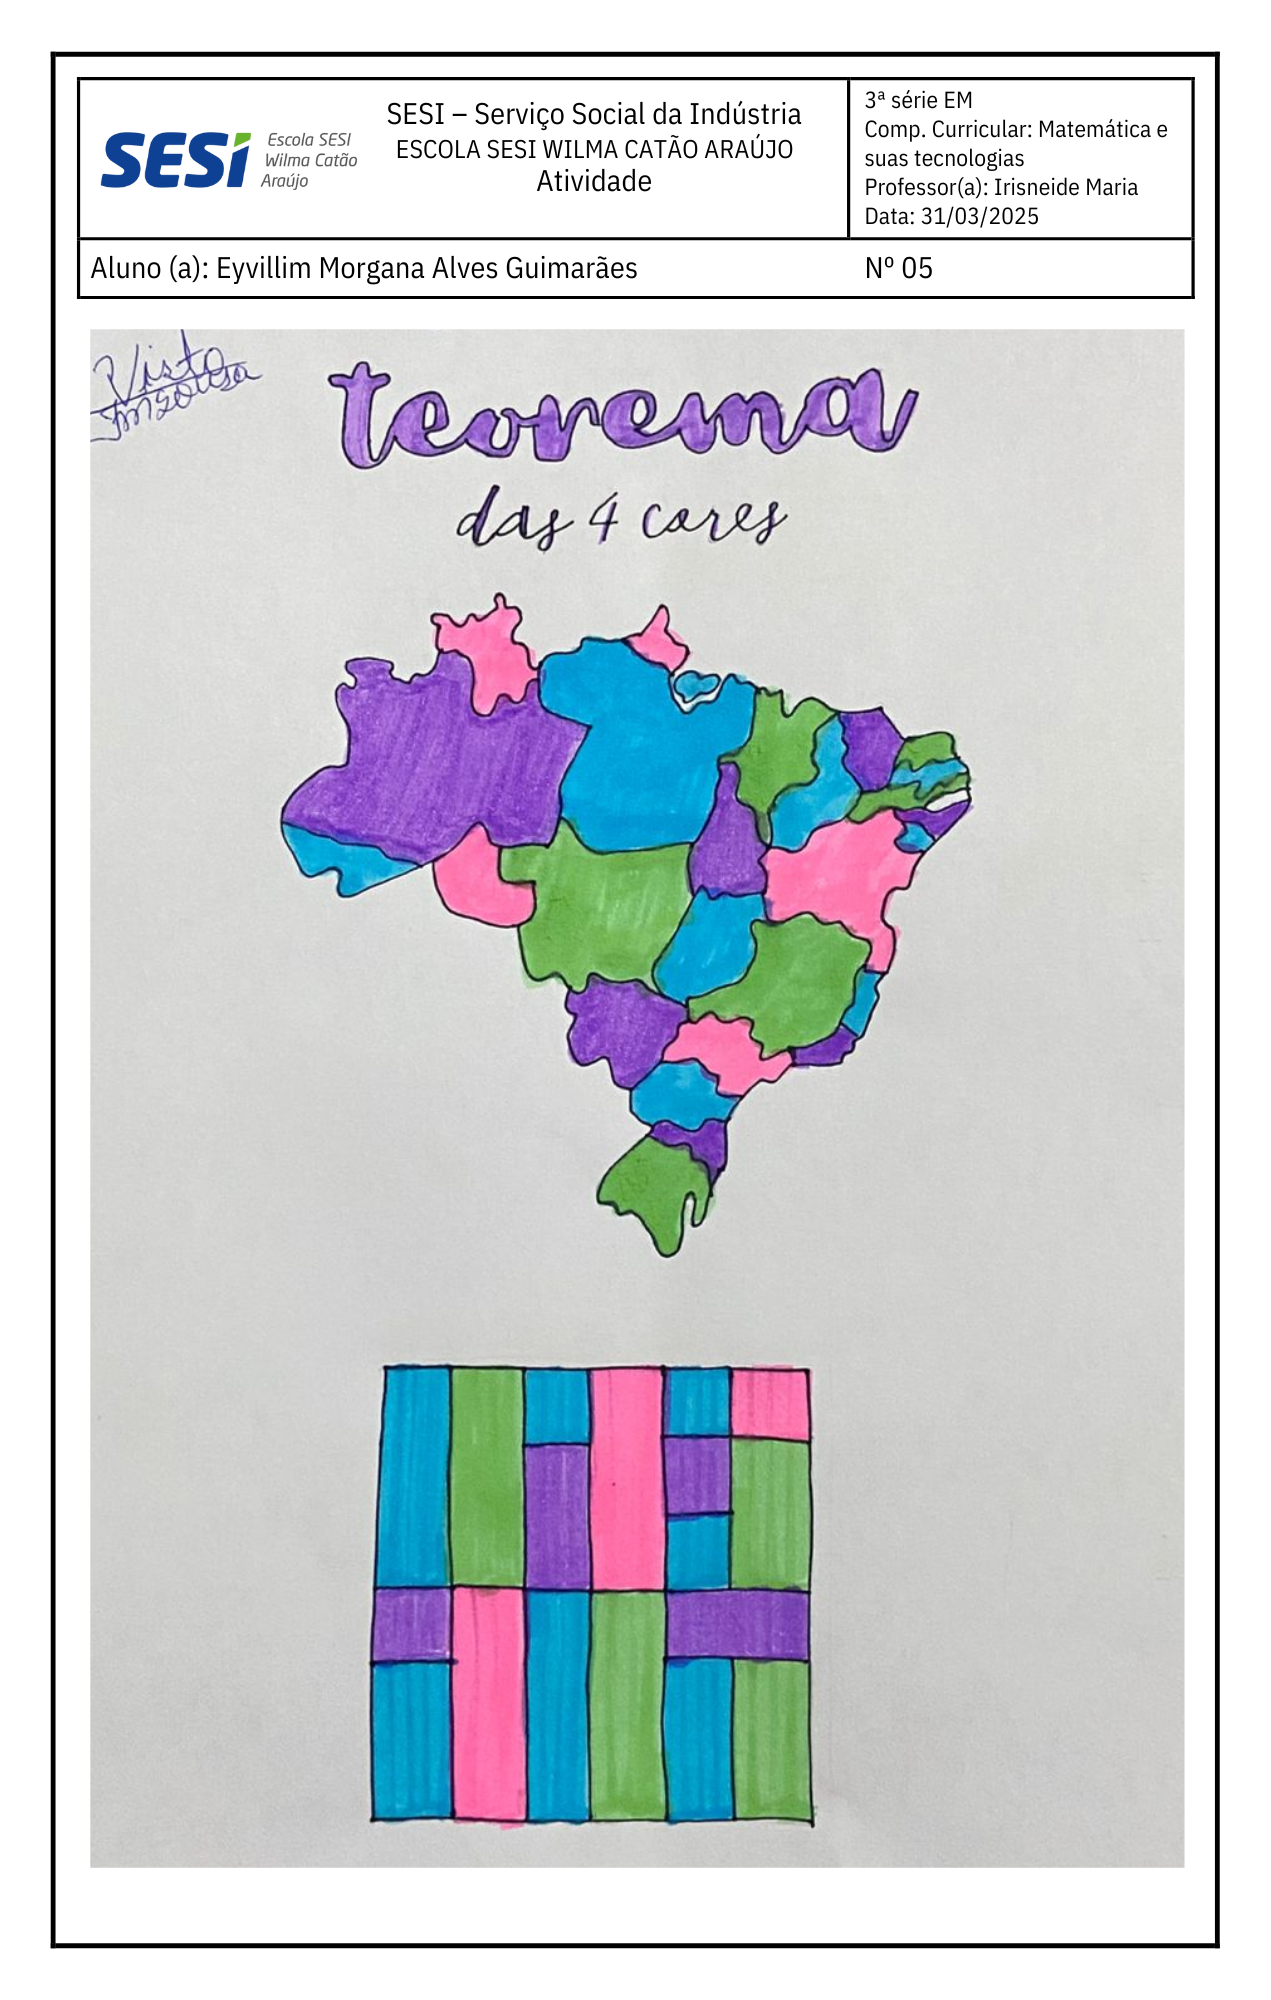 SESI
Escola SESI
Wilma Catão
Araújo
SESI – Serviço Social da Indústria
ESCOLA SESI WILMA CATÃO ARAÚJO
Atividade
3ª série EM
Comp. Curricular: Matemática e
suas tecnologias
Professor(a): Irisneide Maria
Data: 31/03/2025
Aluno (a): Eyvillim Morgana Alves Guimarães
Nº 05
Visto
teorema
das 4 cores